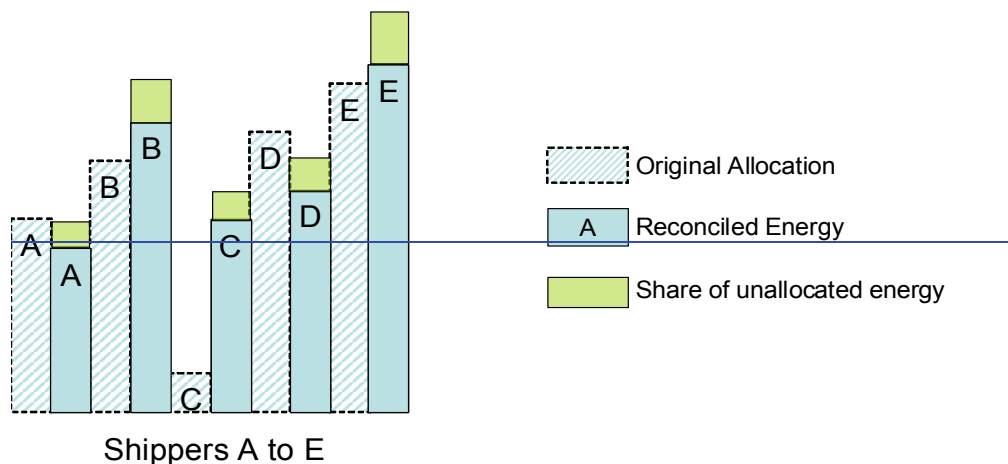 E
E
B
D
B
D
A
C
A
C
Original Allocation
A Reconciled Energy
Share of unallocated energy
Shippers A to E